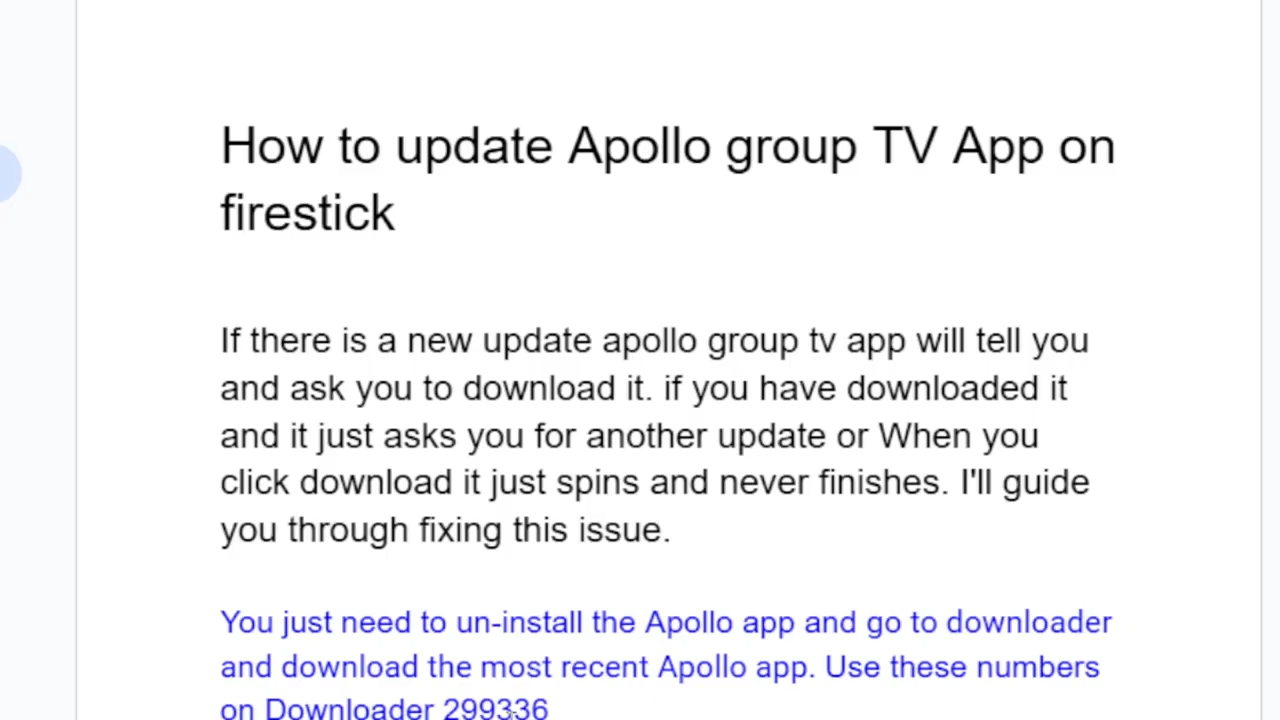 How to update Apollo group TV App on
firestick
If there is a new update apollo group tv app will tell you
and ask you to download it. if you have downloaded it
and it just asks you for another update or When you
click download it just spins and never finishes. I'll guide
you through fixing this issue.
You just need to un-install the Apollo app and go to downloader
and download the most recent Apollo app. Use these numbers
on Downloader 299336